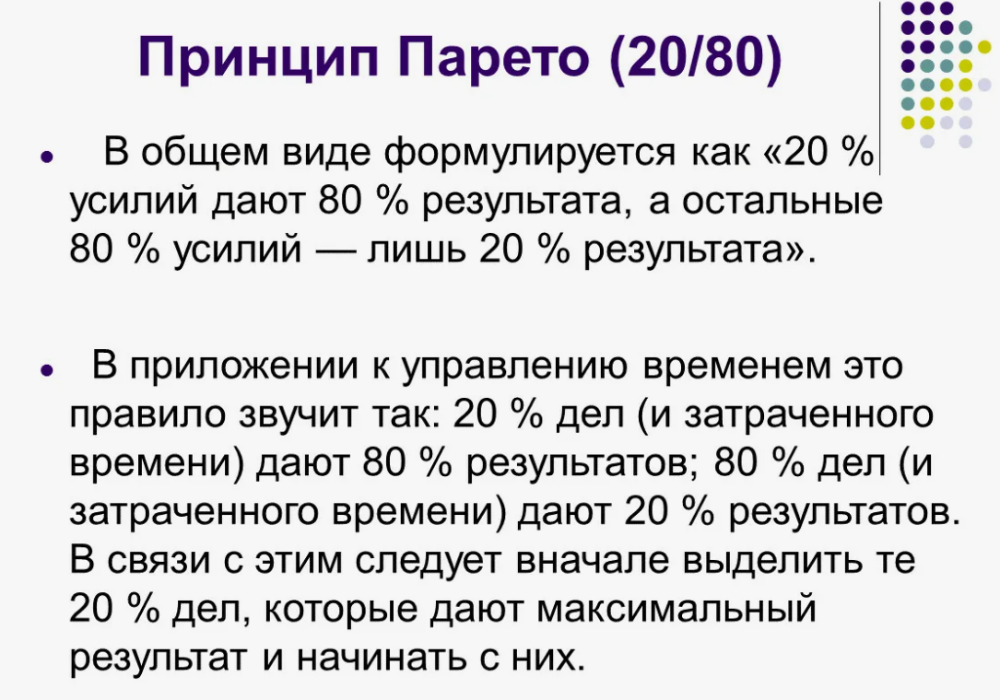 Принцип Парето (20/80)
• В общем виде формулируется как «20 %
усилий дают 80 % результата, а остальные
80 % усилий — лишь 20 % результата».
• В приложении к управлению временем это
правило звучит так: 20 % дел (и затраченного
времени) дают 80 % результатов; 80 % дел (и
затраченного времени) дают 20 % результатов.
В связи с этим следует вначале выделить те
20 % дел, которые дают максимальный
результат и начинать с них.